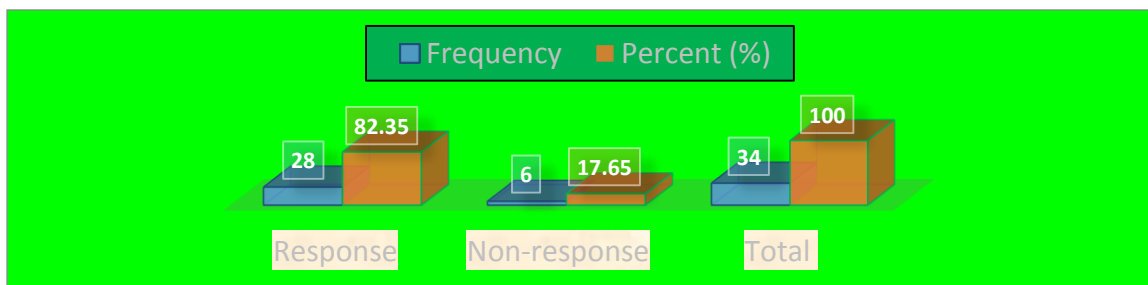 Frequency Percent (%)
28 82.35 6 17.65 34 100
Response Non-response Total